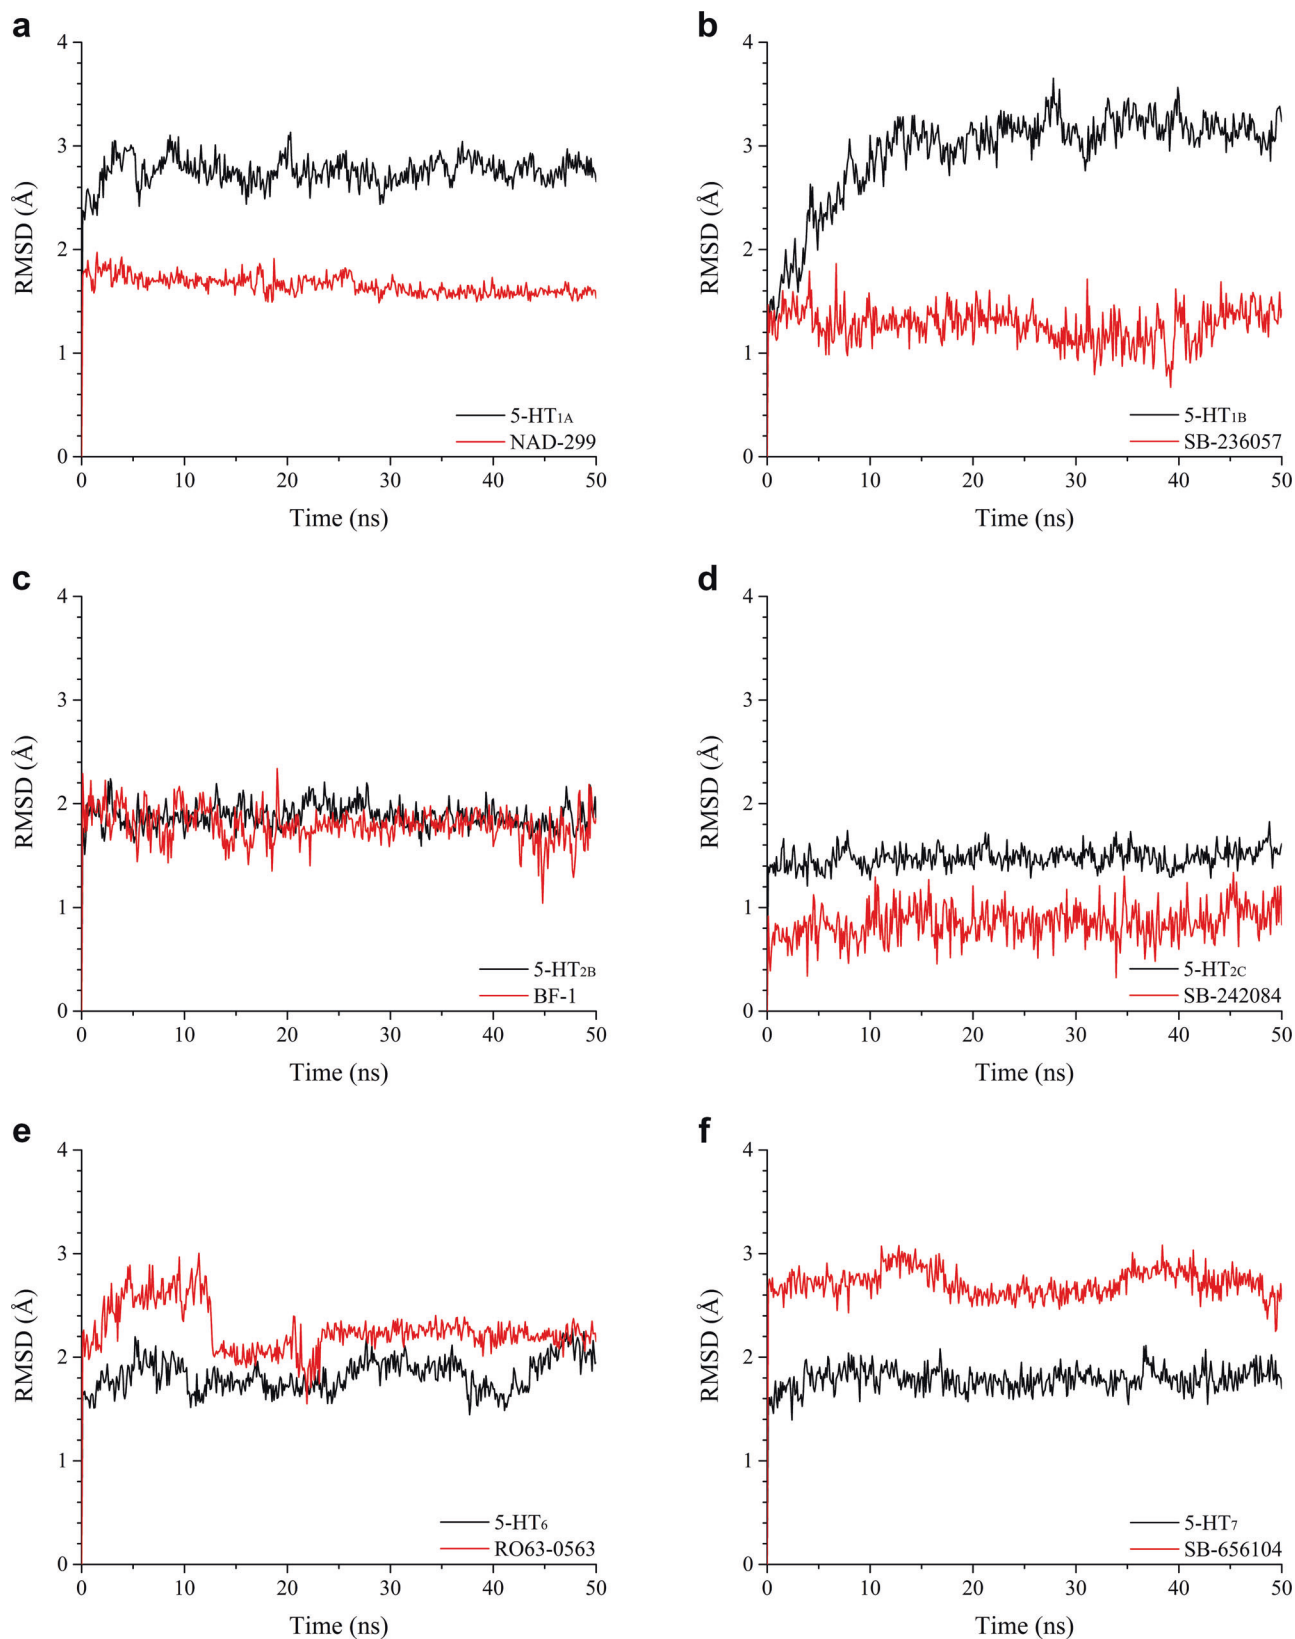 a
4
3
2
1
0
RMSD (Å)
0 10 20 30 40 50
Time (ns)
5-HT1A
NAD-299
b
4
3
2
1
0
RMSD (Å)
0 10 20 30 40 50
Time (ns)
5-HT1B
SB-236057
c
4
3
2
1
0
RMSD (Å)
0 10 20 30 40 50
Time (ns)
5-HT2B
BF-1
d
4
3
2
1
0
RMSD (Å)
0 10 20 30 40 50
Time (ns)
5-HT2C
SB-242084
e
4
3
2
1
0
RMSD (Å)
0 10 20 30 40 50
Time (ns)
5-HT6
RO63-0563
f
4
3
2
1
0
RMSD (Å)
0 10 20 30 40 50
Time (ns)
5-HT7
SB-656104